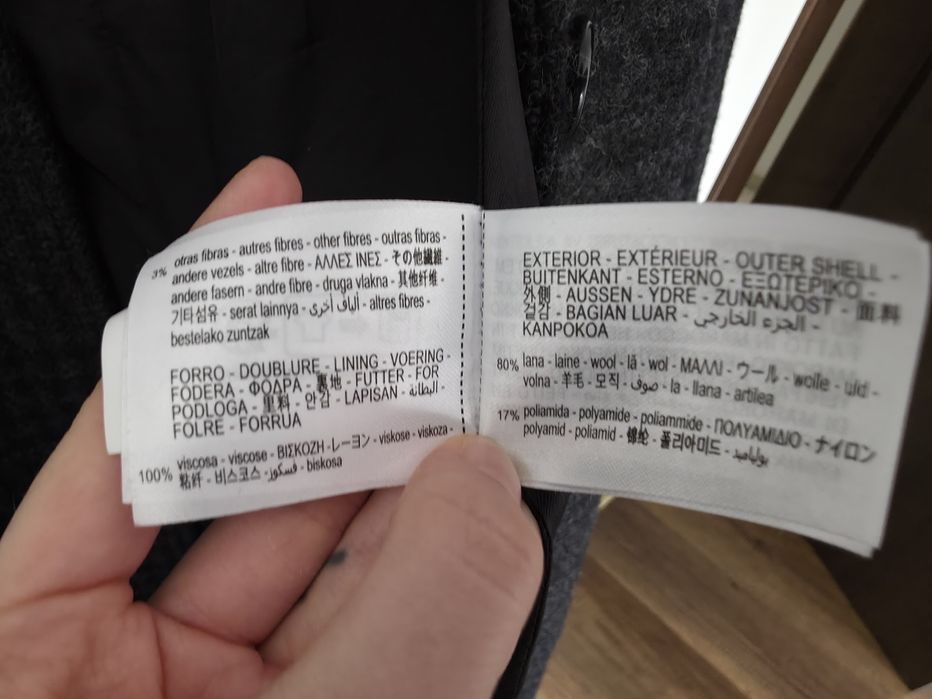 3% otras fibras - autres fibres - other fibres - outras fibras -
andere vezels - altre fibre - ΑΛΛΕΣ ΙΝΕΣ - その他繊維 -
andere fasern - andre fibre - druga vlakna - 其他纤维 -
기타섬유 - serat lainnya - ألياف أخرى - altres fibres -
bestelako zuntzak
FORRO - DOUBLURE - LINING - VOERING -
FODERA - ΦΟΔΡΑ - 裏地 - FUTTER - FOR
PODLOGA - 里料 - 안감 - LAPISAN - البطانة -
FOLRE - FORRUA
100% viscosa - viscose - ΒΙΣΚΟΖΗ - レーヨン - viskose - viskoza -
粘纤 - 비스코스 - فسكوز - biskosa
EXTERIOR - EXTÉRIEUR - OUTER SHELL -
BUITENKANT - ESTERNO - ΕΞΩΤΕΡΙΚΟ -
外側 - AUSSEN - YDRE - ZUNANJOST - 面料
겉감 - BAGIAN LUAR - الجزء الخارجي -
KANPOKOA
80% lana - laine - wool - lã - wol - ΜΑΛΛΙ - ウール - wolle - uld -
volna - 羊毛 - 모직 - صوف - la - llana - artilea
17% poliamida - polyamide - poliammide - ΠΟΛΥΑΜΙΔΙΟ - ナイロン
polyamid - poliamid - 锦纶 - 폴리아미드 - بولياميد